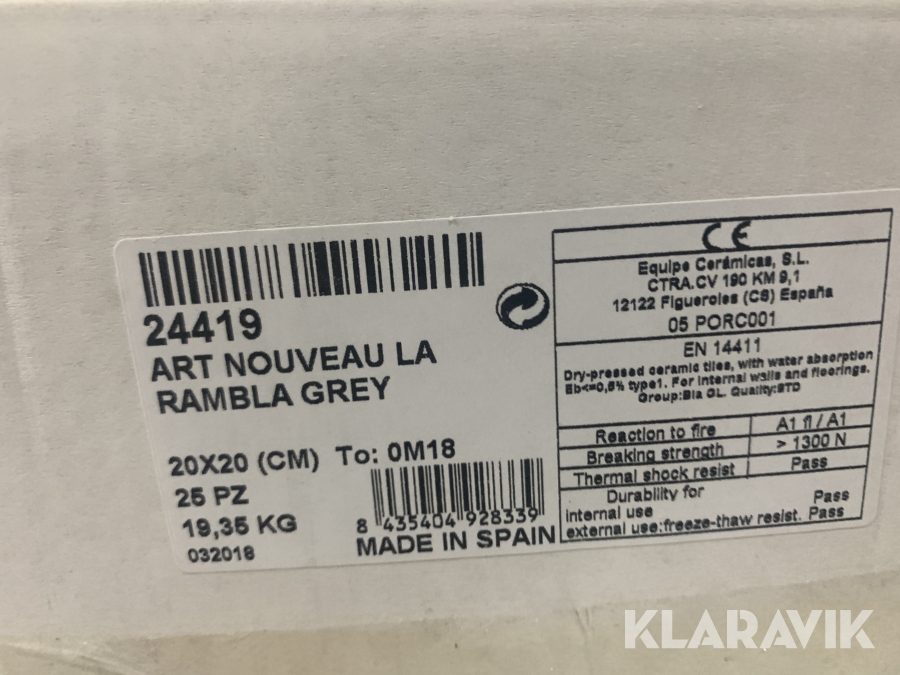 24419
ART NOUVEAU LA
RAMBLA GREY
20X20 (CM) To: 0M18
25 PZ
19,35 KG
032018
8 435404 928339
MADE IN SPAIN
CE
Equipe Cerámicas, S.L.
CTRA.CV 190 KM 9,1
12122 Figueroles (CS) España
05 PORC001
EN 14411
Dry-pressed ceramic tiles, with water absorption
Eb<=0,5% type1. For internal walls and floorings.
Group:BIa GL. Quality:STD
Reaction to fire A1 fl / A1
Breaking strength > 1300 N
Thermal shock resist Pass
Durability for
internal use Pass
external use:freeze-thaw resist. Pass
KLARAVIK